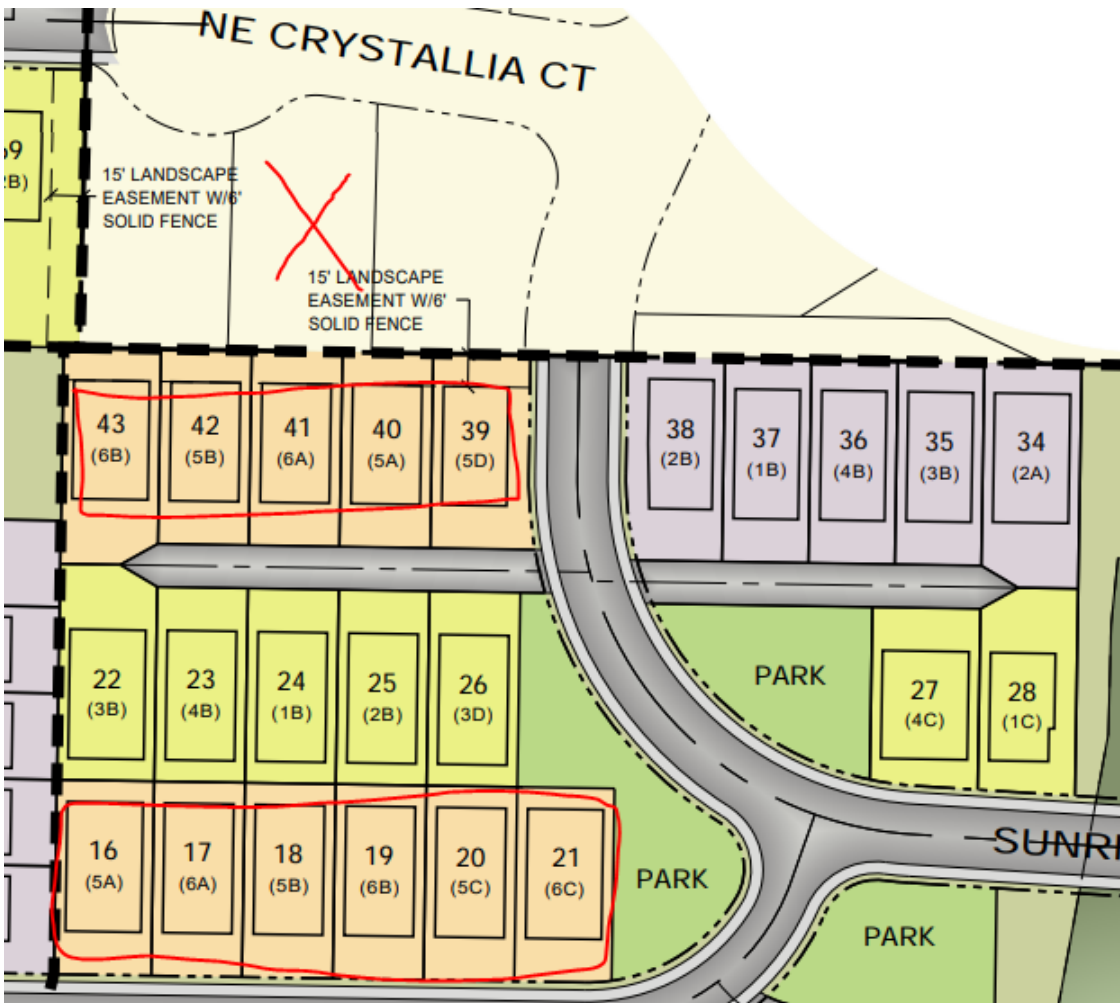 NE CRYSTALLIA CT
15' LANDSCAPE
EASEMENT W/6'
SOLID FENCE
15' LANDSCAPE
EASEMENT W/6'
SOLID FENCE
43
(6B)
42
(5B)
41
(6A)
40
(5A)
39
(5D)
38
(2B)
37
(1B)
36
(4B)
35
(3B)
34
(2A)
22
(3B)
23
(4B)
24
(1B)
25
(2B)
26
(3D)
PARK
27
(4C)
28
(1C)
16
(5A)
17
(6A)
18
(5B)
19
(6B)
20
(5C)
21
(6C)
PARK
PARK